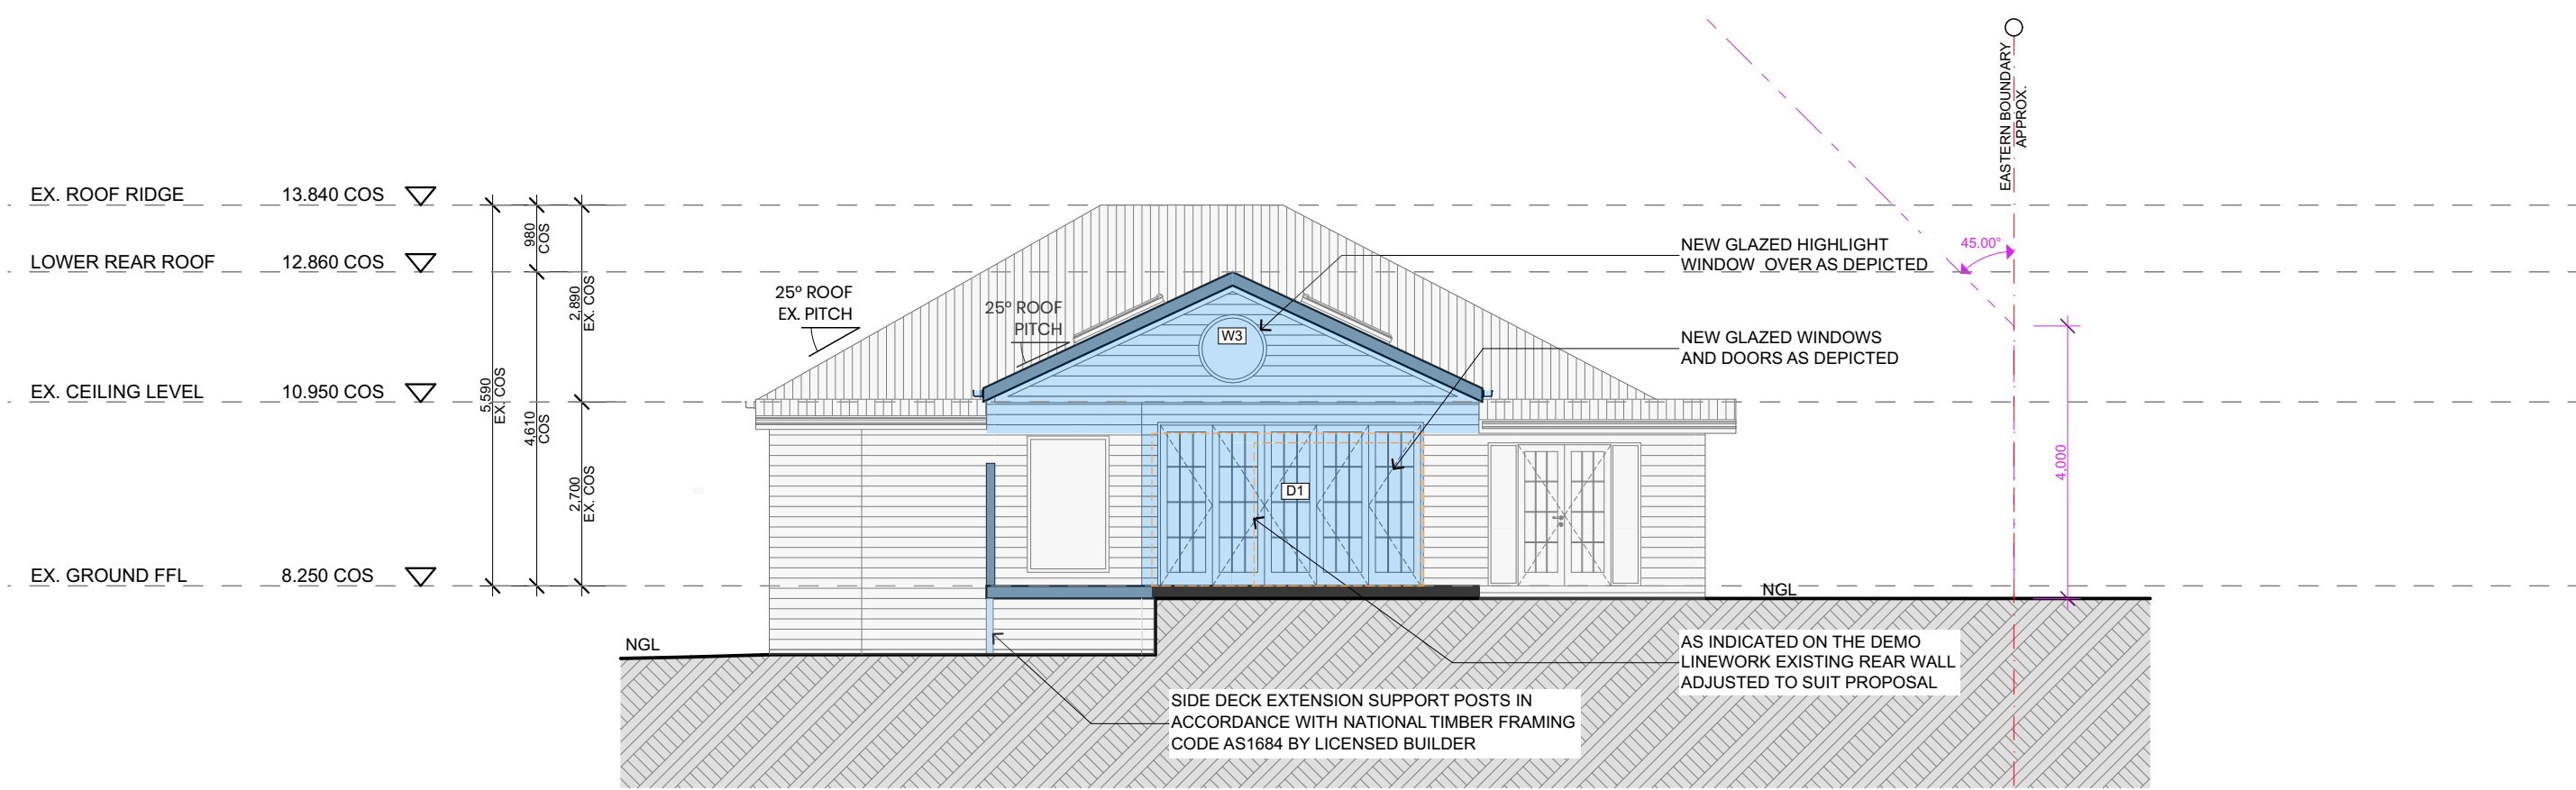 EX. ROOF RIDGE 13.840 COS
LOWER REAR ROOF 12.860 COS
EX. CEILING LEVEL 10.950 COS
EX. GROUND FFL 8.250 COS
5,590
EX. COS
980
COS
4,610
COS
2,890
EX. COS
2,700
EX. COS
25º ROOF
EX. PITCH
25º ROOF
PITCH
W3
D1
NEW GLAZED HIGHLIGHT
WINDOW OVER AS DEPICTED
NEW GLAZED WINDOWS
AND DOORS AS DEPICTED
EASTERN BOUNDARY
APPROX.
45.00°
4,000
NGL
NGL
AS INDICATED ON THE DEMO
LINEWORK EXISTING REAR WALL
ADJUSTED TO SUIT PROPOSAL
SIDE DECK EXTENSION SUPPORT POSTS IN
ACCORDANCE WITH NATIONAL TIMBER FRAMING
CODE AS1684 BY LICENSED BUILDER